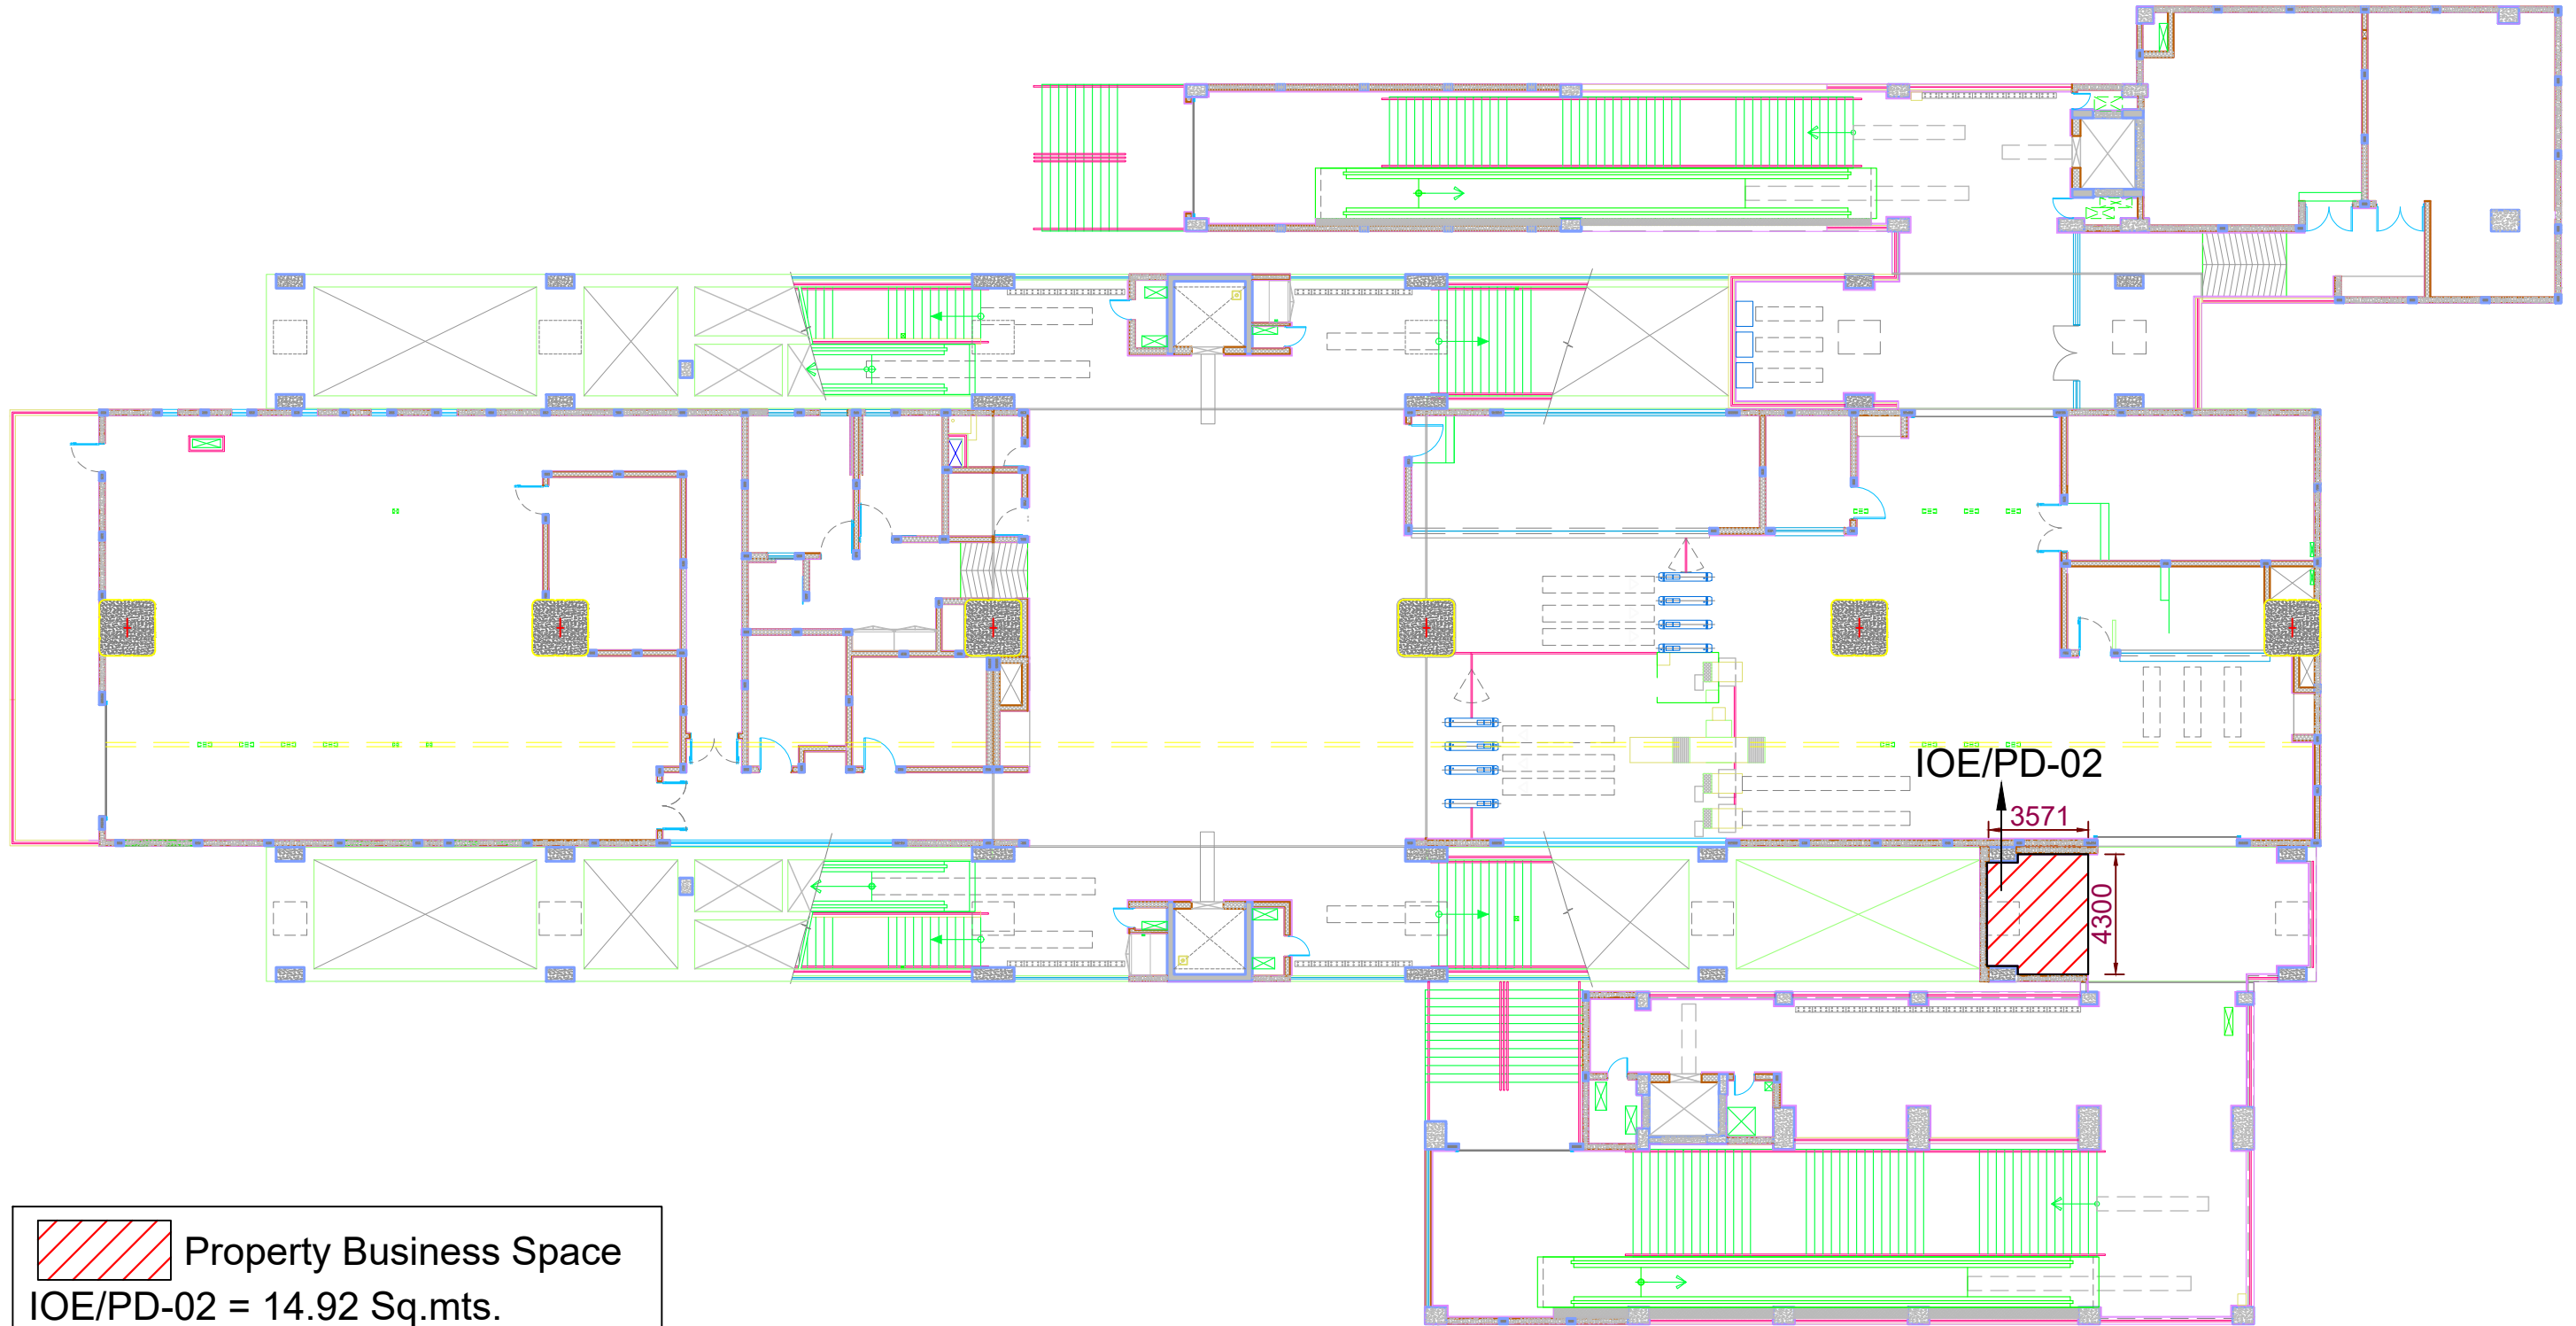 IOE/PD-02
3571
4300
Property Business Space
IOE/PD-02 = 14.92 Sq.mts.